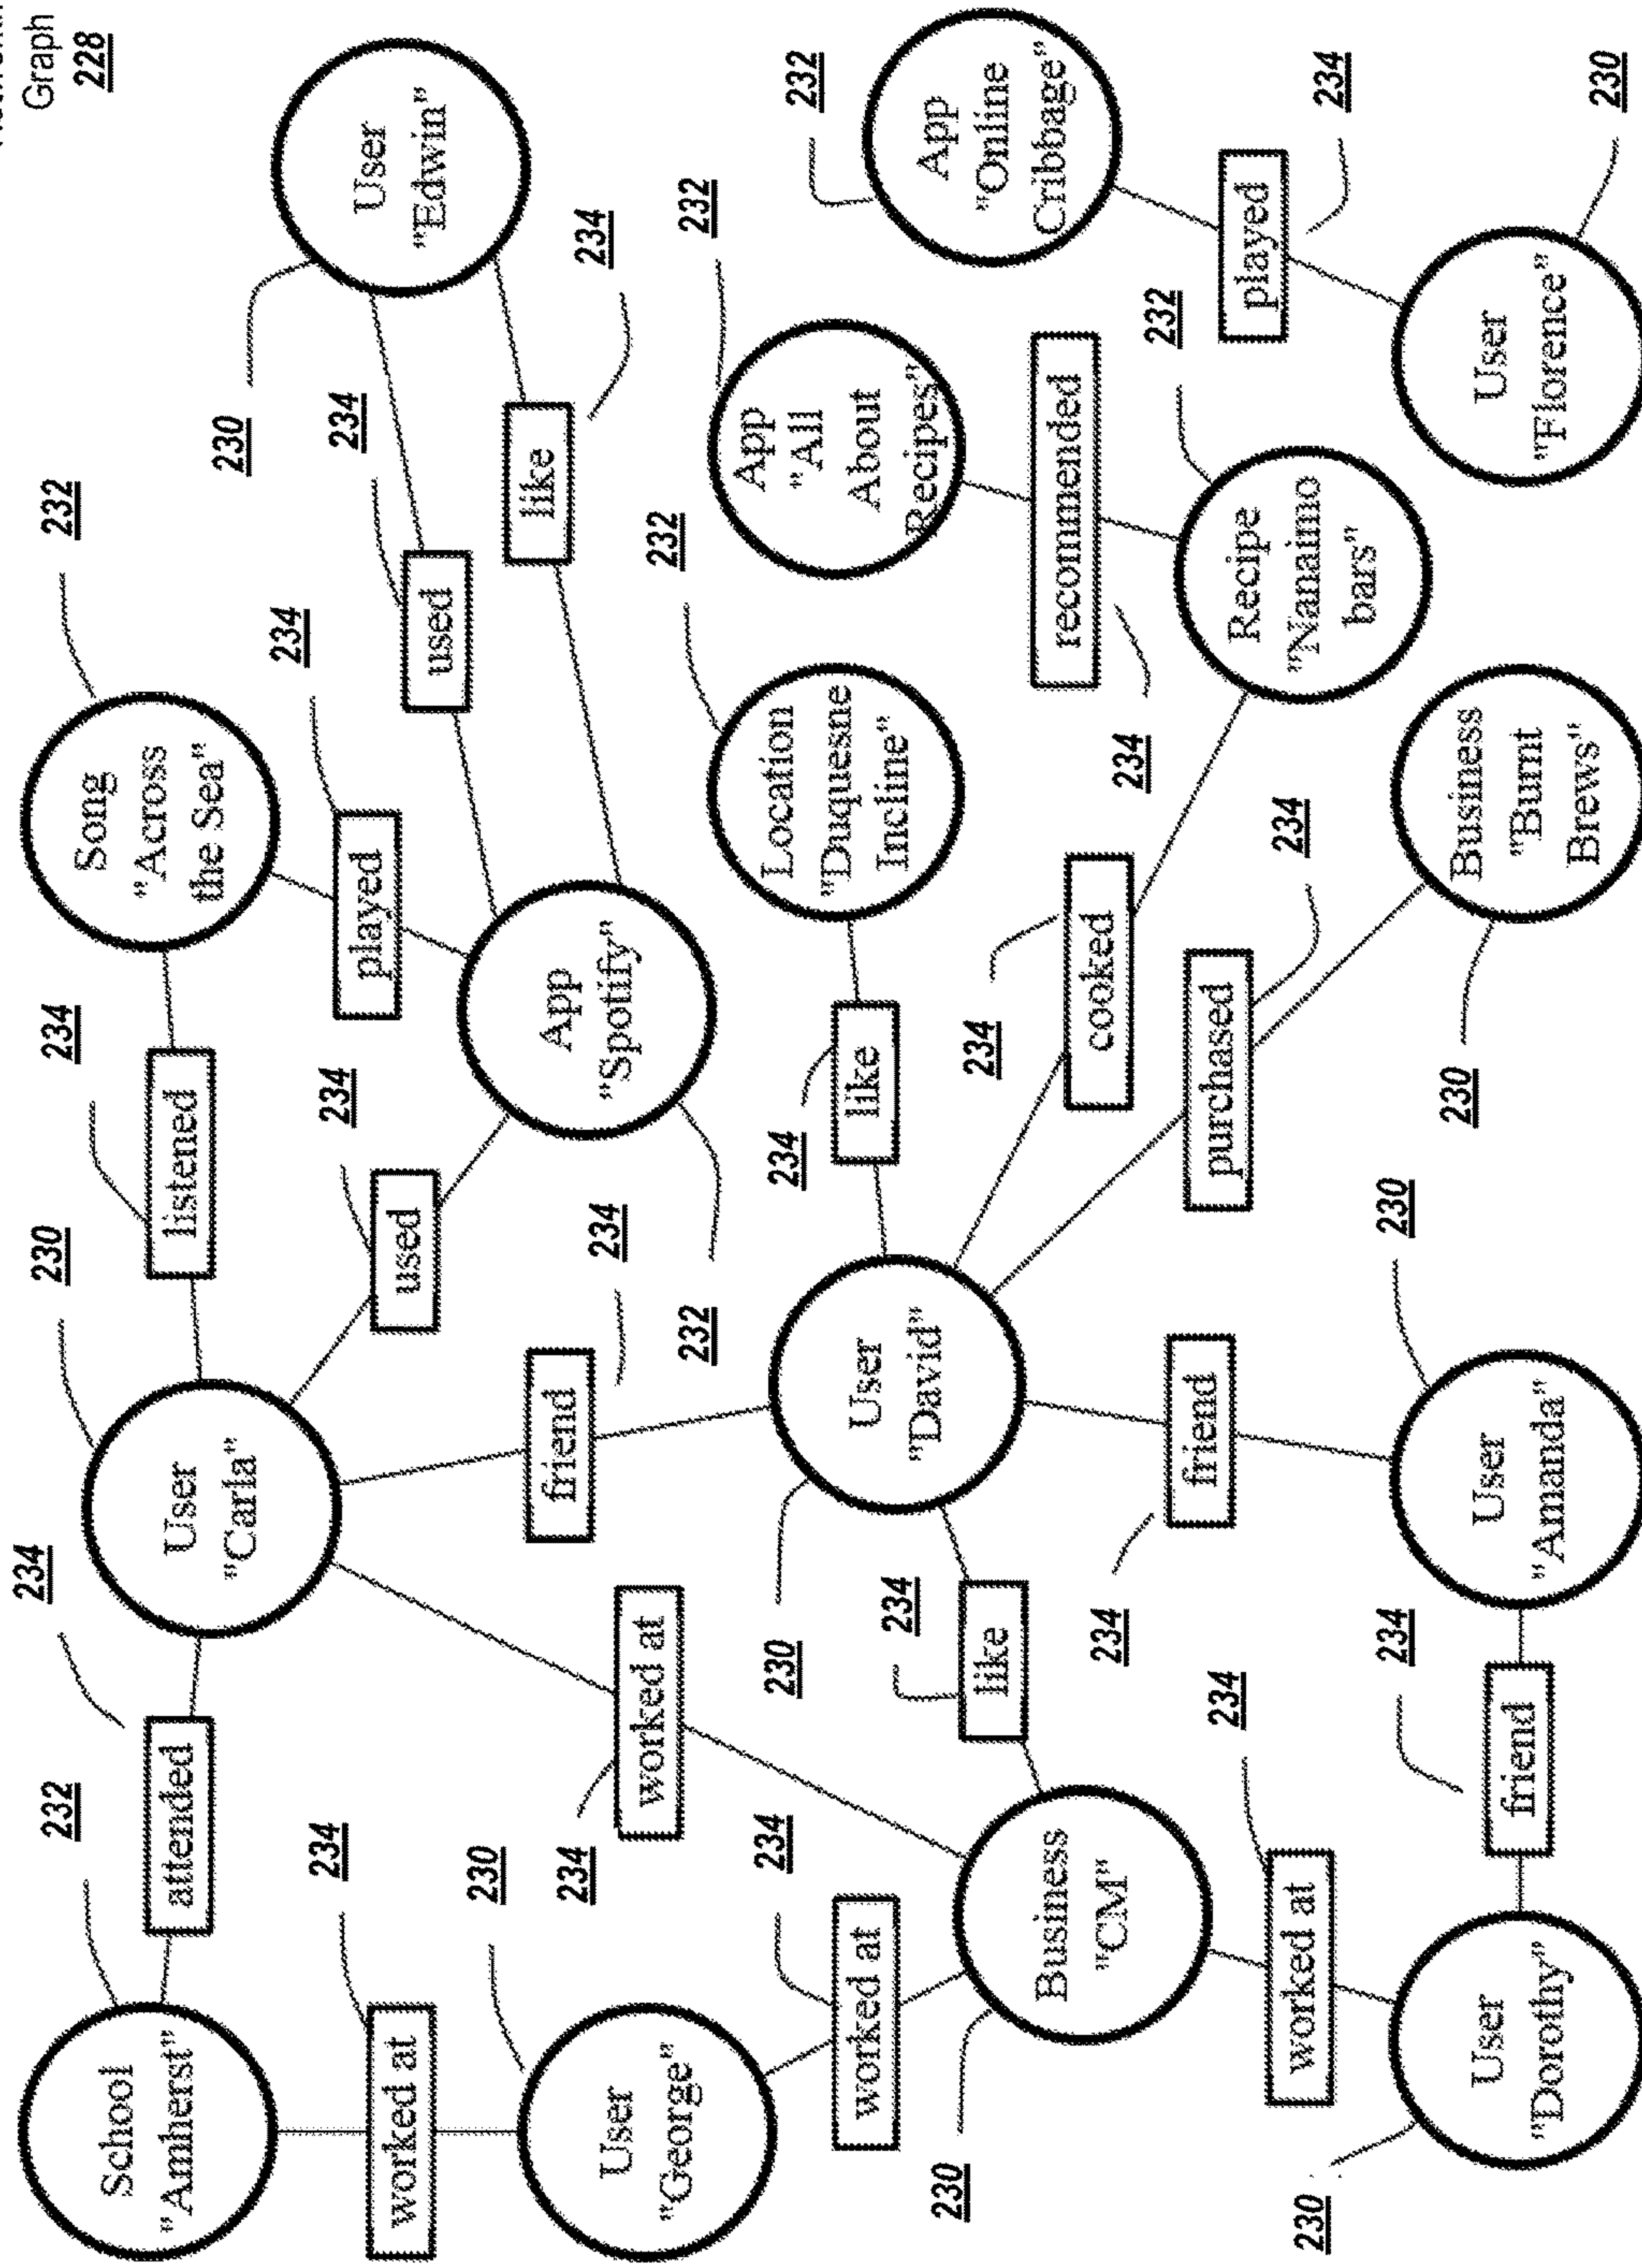 School
"Amherst"
232
attended
234
User
"Carla"
230
listened
234
Song
"Across
the Sea"
232
Graph
228
worked at
234
used
234
played
234
User
"Edwin"
230
used
234
like
234
User
"George"
230
worked at
234
friend
234
App
"Spotify"
232
worked at
234
like
234
User
"David"
230
like
234
Location
"Duquesne
Incline"
232
App
"All
About
Recipes"
232
App
"Online
Cribbage"
232
Business
"CM"
230
cooked
234
recommended
234
Recipe
"Nanaimo
bars"
232
played
234
worked at
234
friend
234
purchased
234
User
"Dorothy"
230
friend
234
User
"Amanda"
230
Business
"Burnt
Brews"
230
User
"Florence"
230